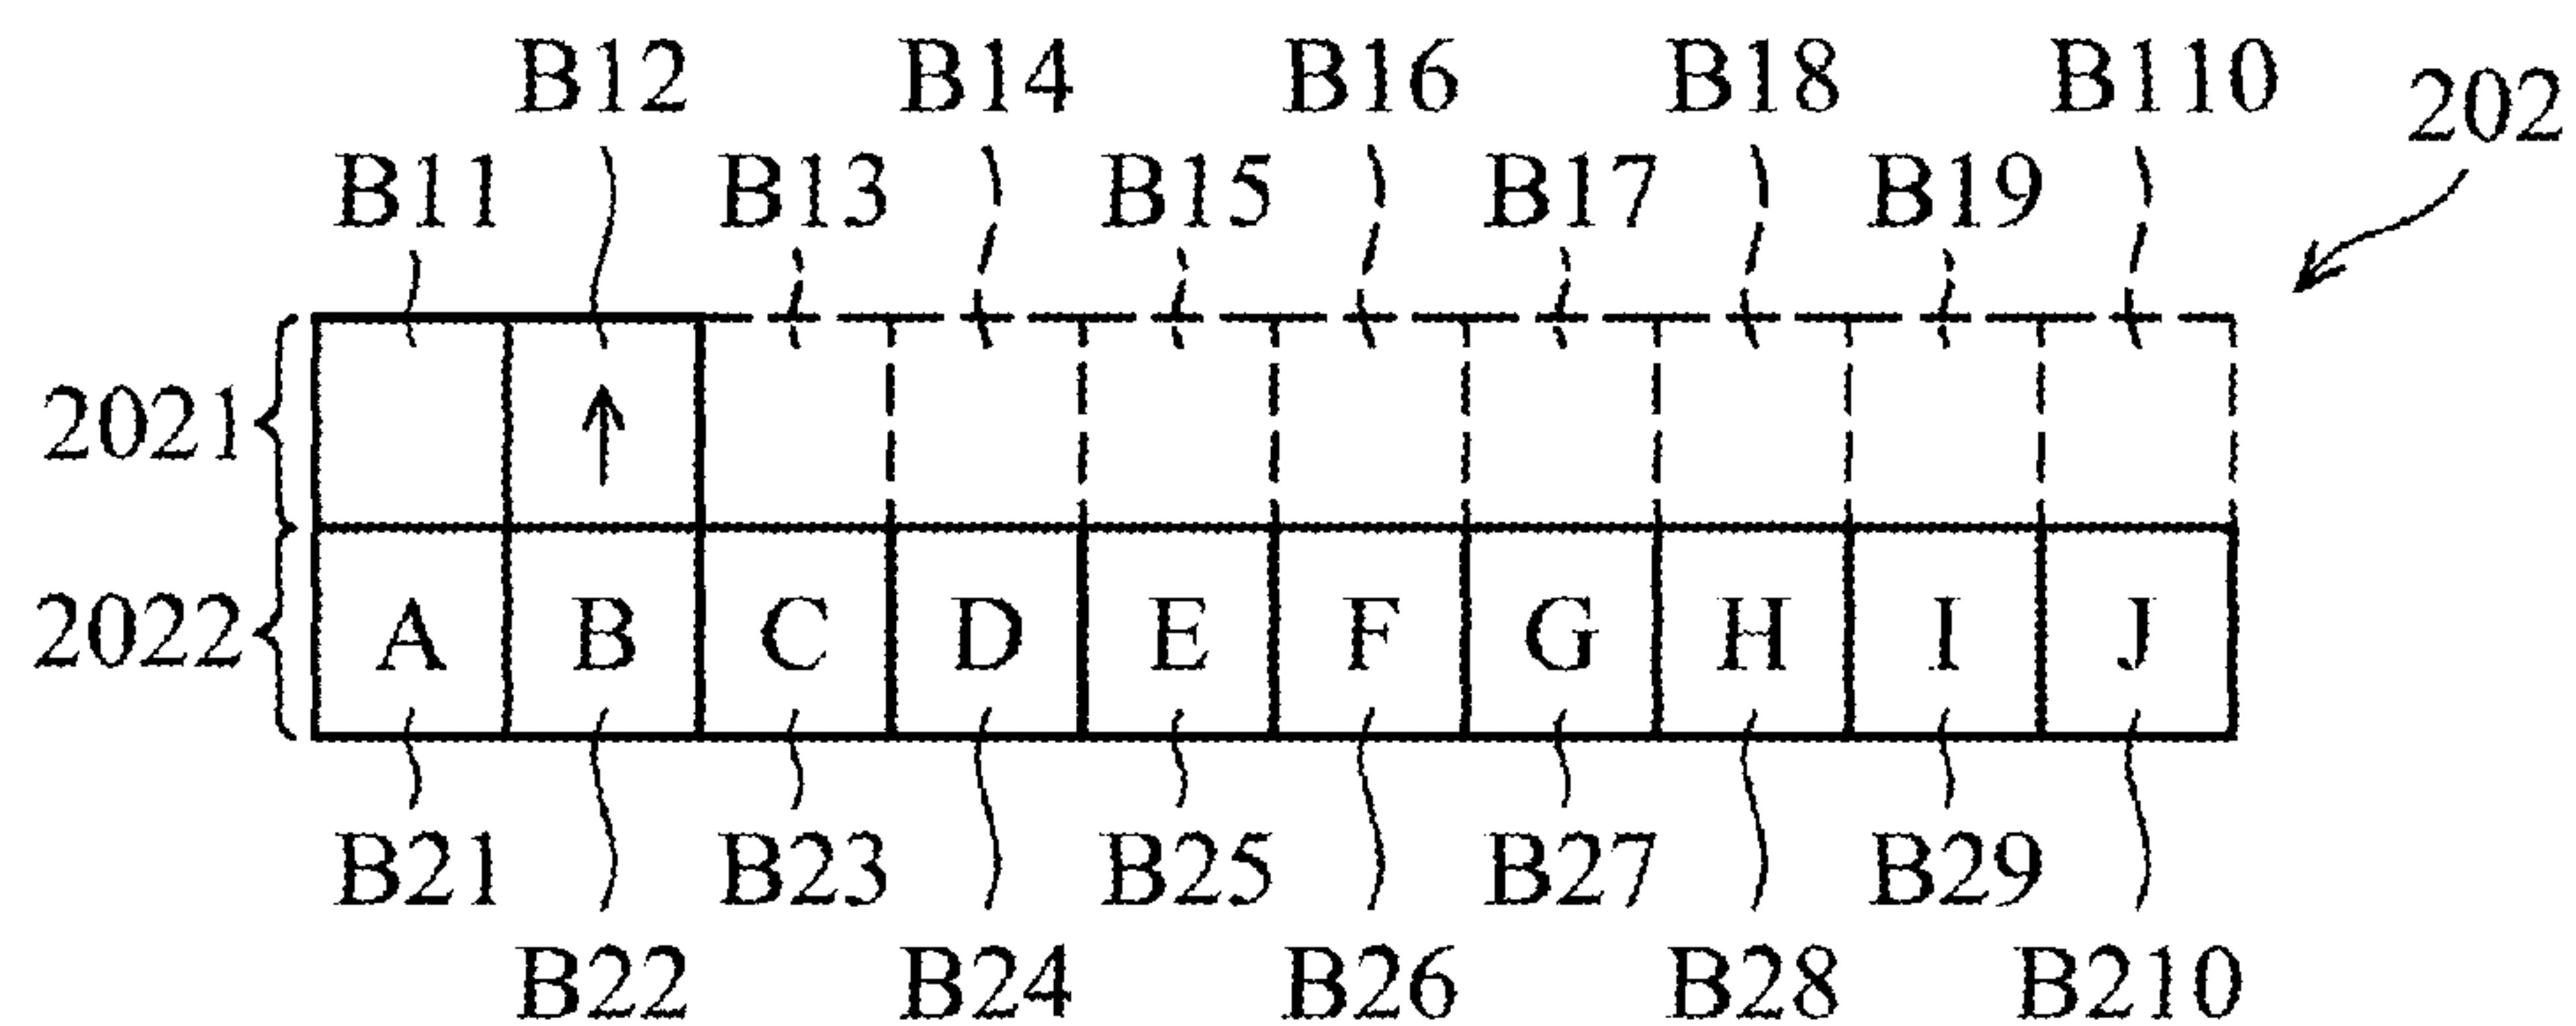 B12 B14 B16 B18 B110 202
B11 B13 B15 B17 B19
2021 ↑
2022 A B C D E F G H I J
B21 B23 B25 B27 B29
B22 B24 B26 B28 B210